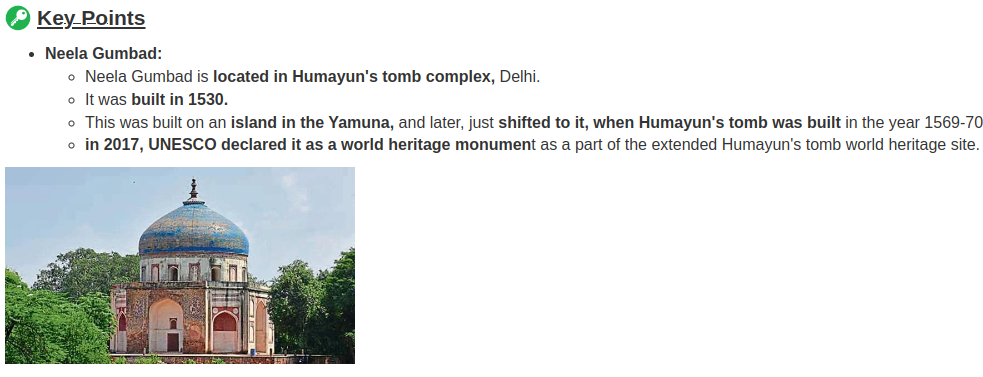 Key Points
Neela Gumbad:
Neela Gumbad is located in Humayun's tomb complex, Delhi.
It was built in 1530.
This was built on an island in the Yamuna, and later, just shifted to it, when Humayun's tomb was built in the year 1569-70
in 2017, UNESCO declared it as a world heritage monument as a part of the extended Humayun's tomb world heritage site.